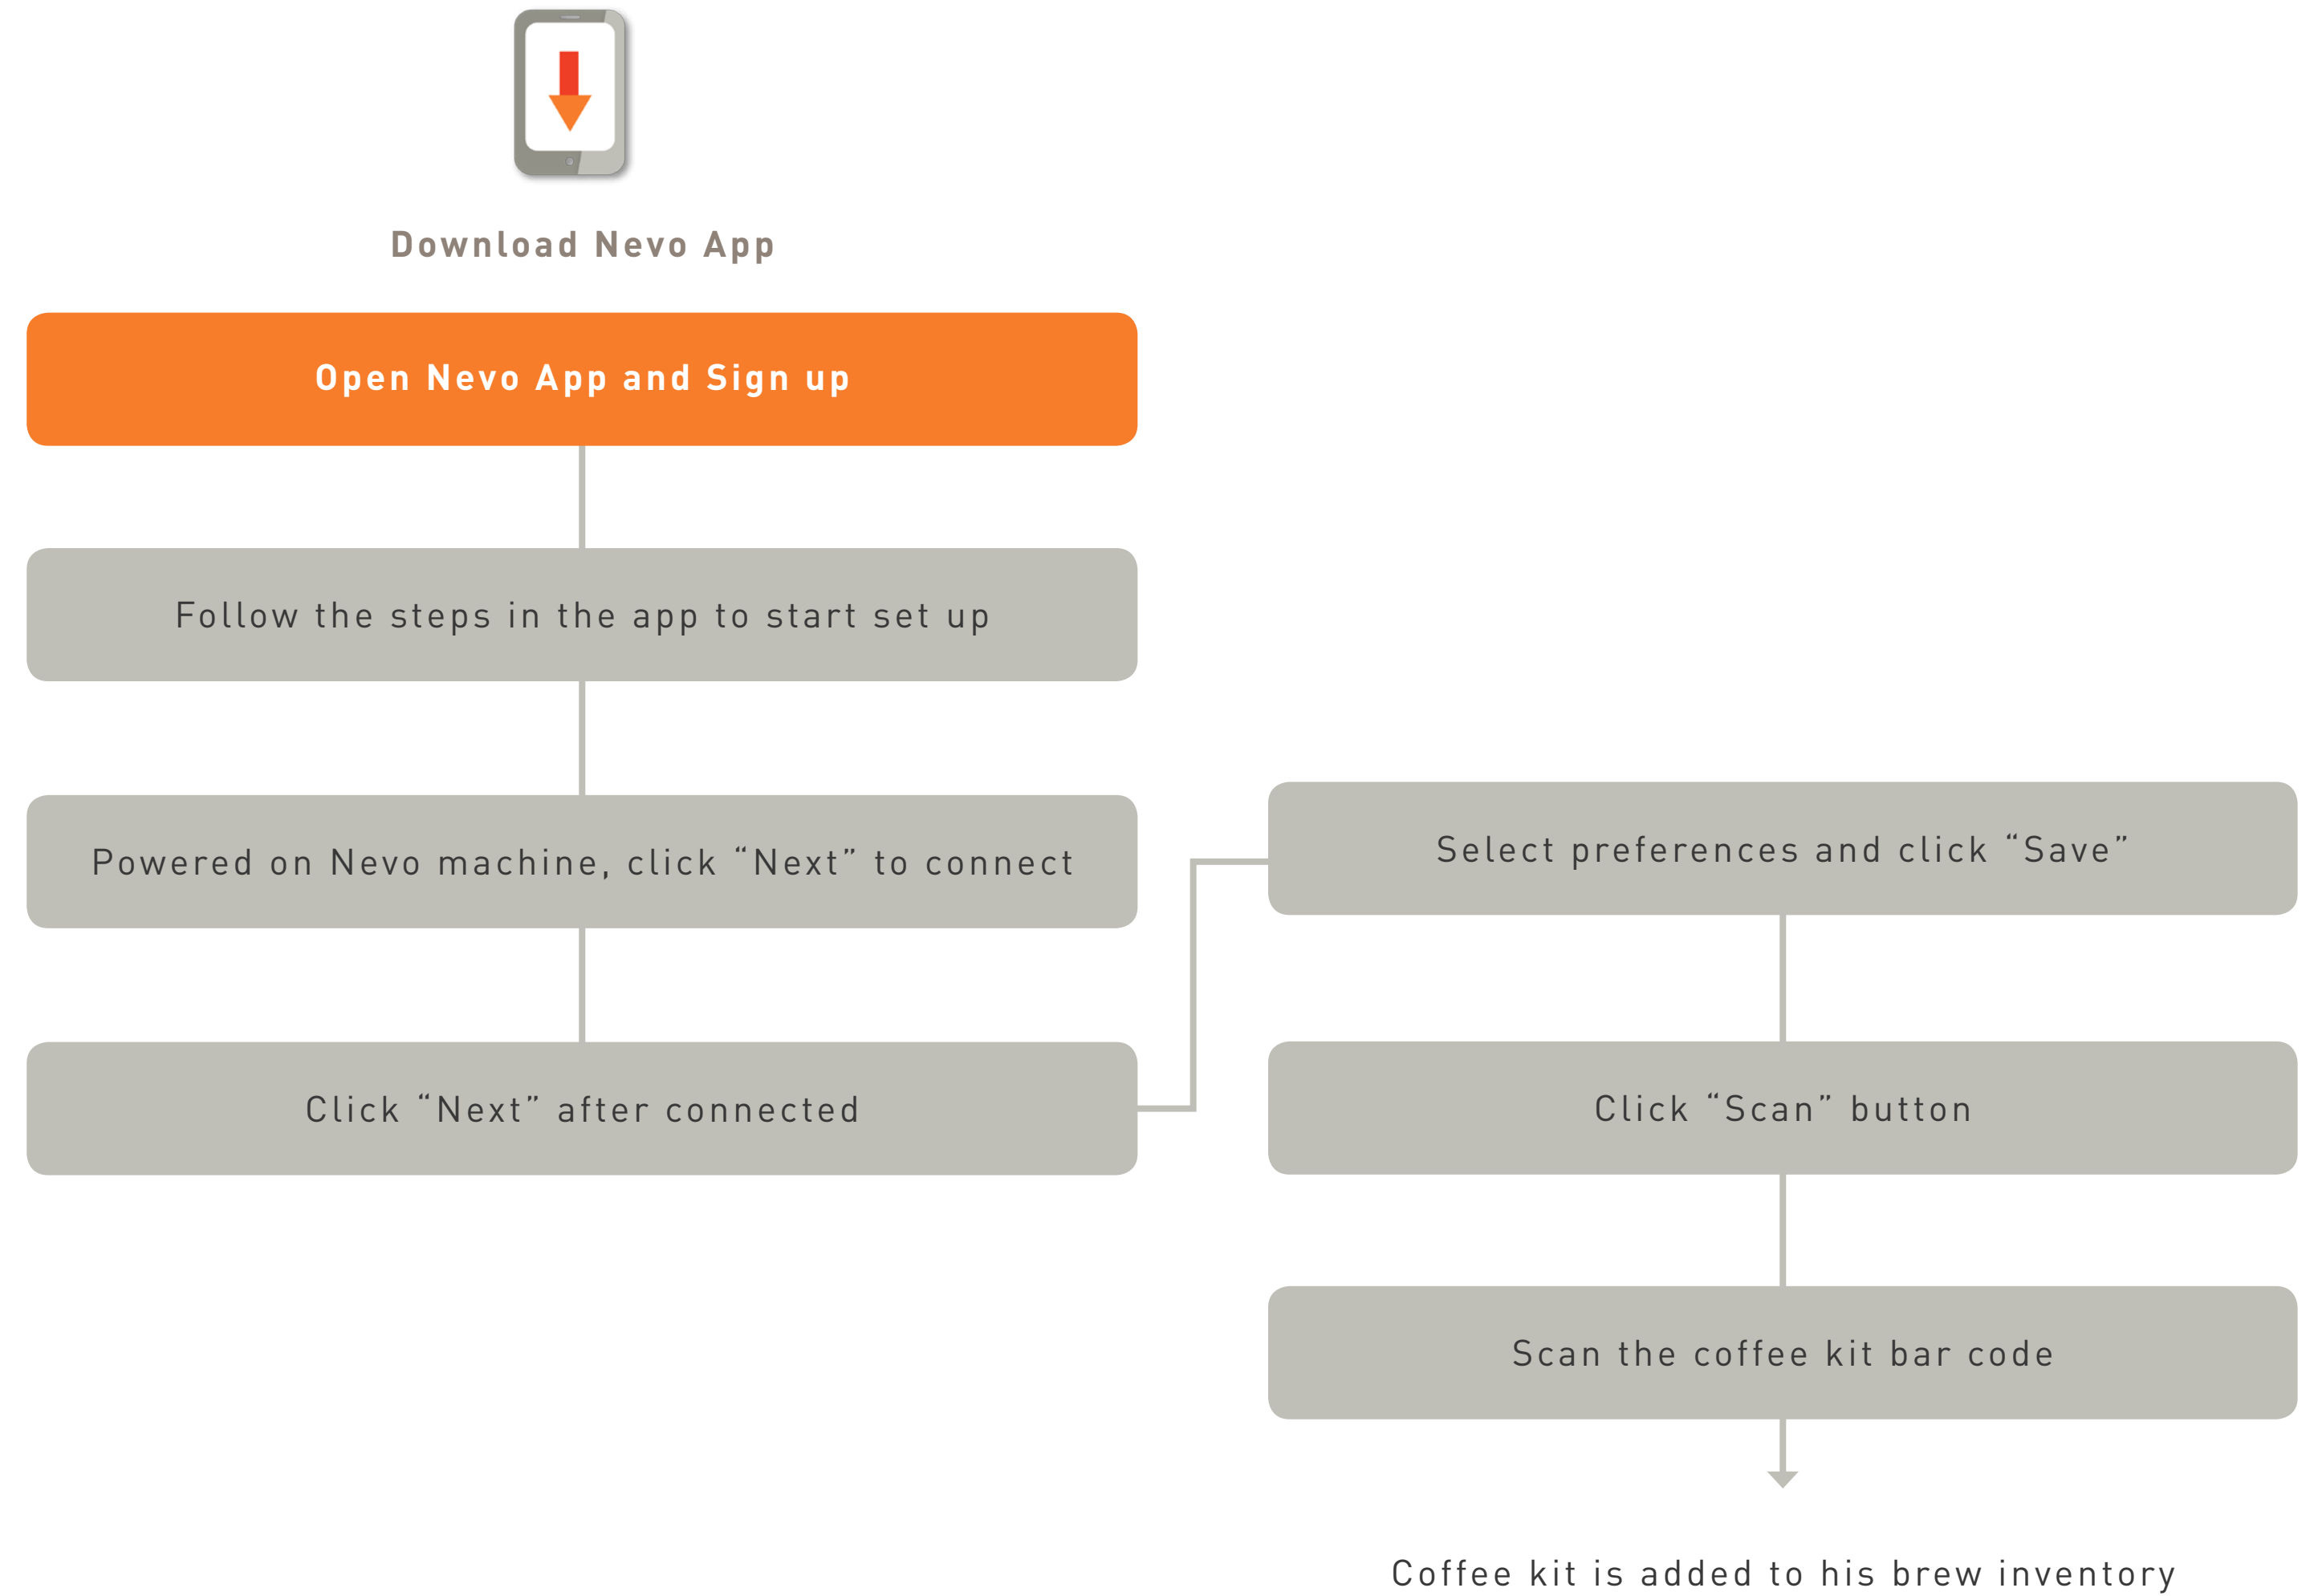 Download Nevo App
Open Nevo App and Sign up
Follow the steps in the app to start set up
Powered on Nevo machine, click “Next” to connect
Click “Next” after connected
Select preferences and click “Save”
Click “Scan” button
Scan the coffee kit bar code
Coffee kit is added to his brew inventory